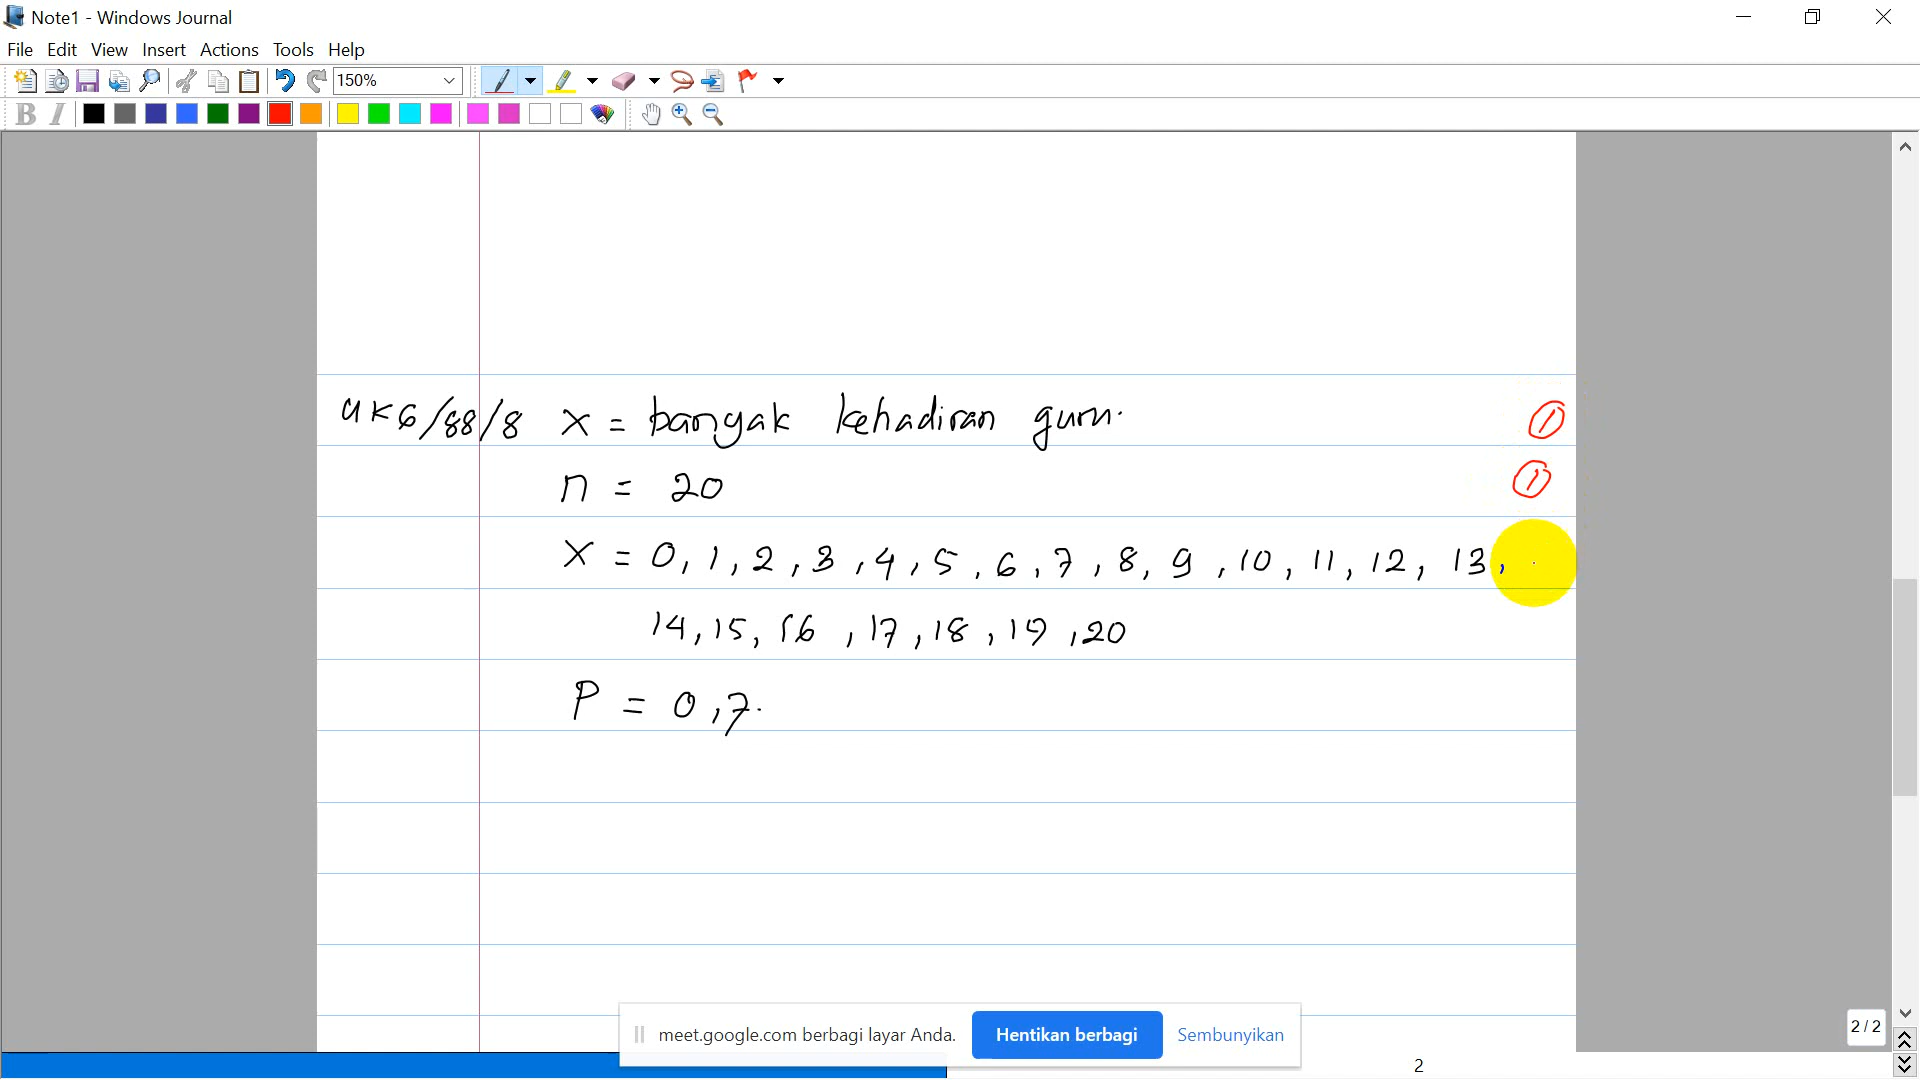 Note1 - Windows Journal
File Edit View Insert Actions Tools Help
150%
B I
UKG/88/8 x = banyak kehadiran guru. 1
n = 20 1
x = 0, 1, 2, 3, 4, 5, 6, 7, 8, 9, 10, 11, 12, 13,
14, 15, 16, 17, 18, 19, 20
P = 0,7.
meet.google.com berbagi layar Anda. Hentikan berbagi Sembunyikan
2 / 2
2